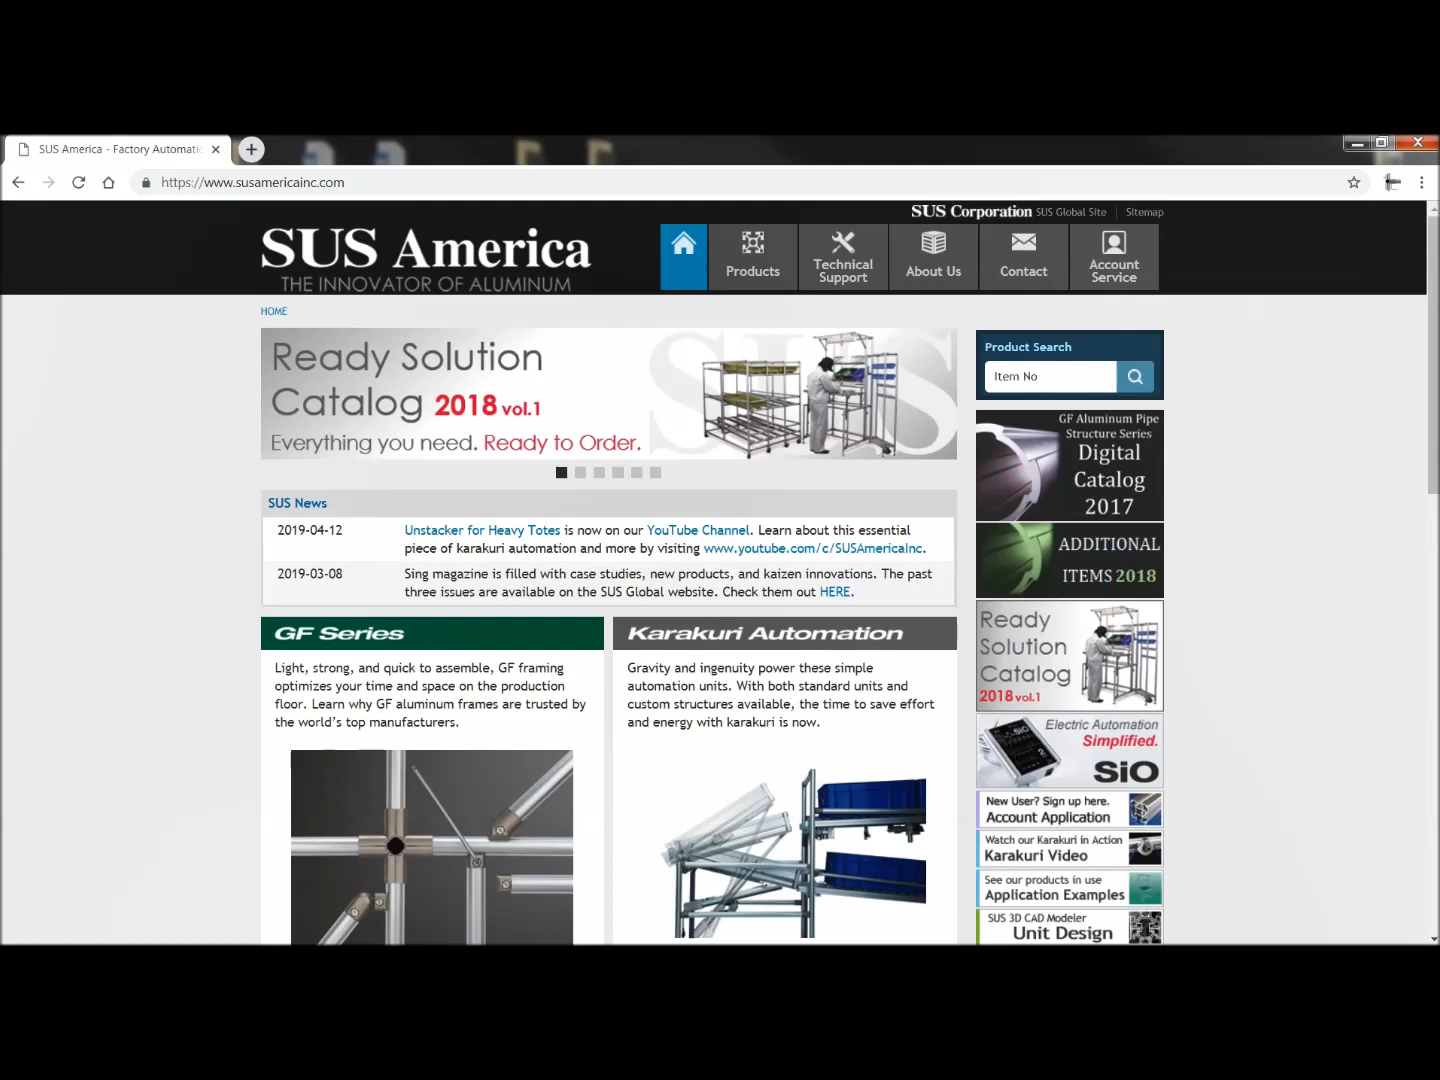 SUS America - Factory Automatic
https://www.susamericainc.com
SUS Corporation SUS Global Site Sitemap
SUS America
THE INNOVATOR OF ALUMINUM
Products
Technical
Support
About Us
Contact
Account
Service
HOME
Ready Solution
Catalog 2018 vol.1
Everything you need. Ready to Order.
SUS
Product Search
Item No
GF Aluminum Pipe
Structure Series
Digital
Catalog
2017
ADDITIONAL
ITEMS 2018
Ready
Solution
Catalog
2018 vol.1
Electric Automation
Simplified.
SiO
SiO
New User? Sign up here.
Account Application
Watch our Karakuri in Action
Karakuri Video
See our products in use
Application Examples
SUS 3D CAD Modeler
Unit Design
SUS News
2019-04-12
Unstacker for Heavy Totes is now on our YouTube Channel. Learn about this essential
piece of karakuri automation and more by visiting www.youtube.com/c/SUSAmericaInc.
2019-03-08
Sing magazine is filled with case studies, new products, and kaizen innovations. The past
three issues are available on the SUS Global website. Check them out HERE.
GF Series
Light, strong, and quick to assemble, GF framing
optimizes your time and space on the production
floor. Learn why GF aluminum frames are trusted by
the world's top manufacturers.
Karakuri Automation
Gravity and ingenuity power these simple
automation units. With both standard units and
custom structures available, the time to save effort
and energy with karakuri is now.